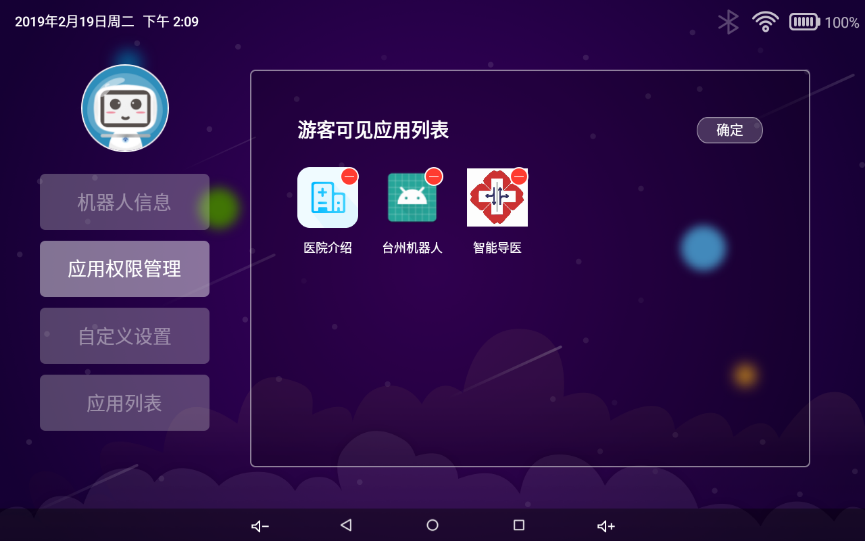 2019年2月19日周二 下午 2:09
100%
机器人信息
应用权限管理
自定义设置
应用列表
游客可见应用列表
确定
医院介绍
台州机器人
智能导医